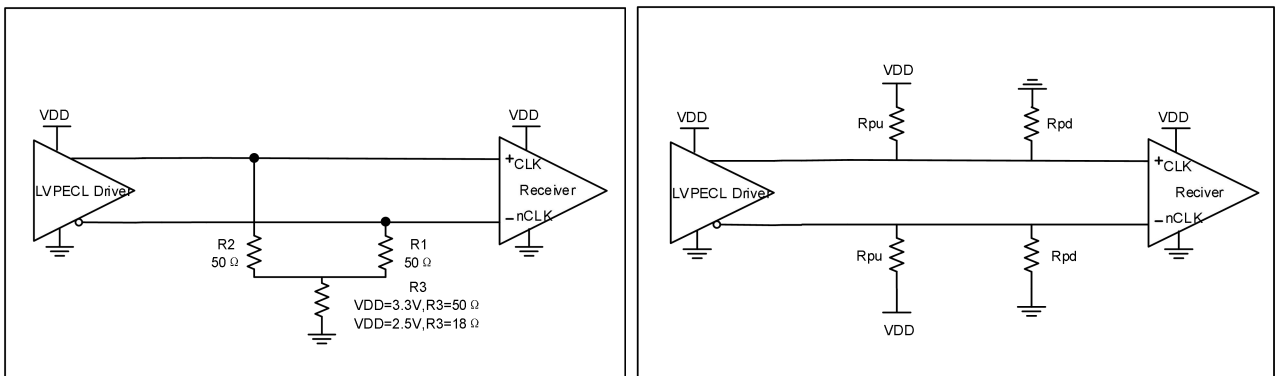 VDD
VDD
LVPECL Driver
+CLK
Receiver
−nCLK
R2
50 Ω
R1
50 Ω
R3
VDD=3.3V,R3=50 Ω
VDD=2.5V,R3=18 Ω
VDD
VDD
VDD
Rpu
Rpd
LVPECL Driver
+CLK
Reciver
−nCLK
Rpu
Rpd
VDD